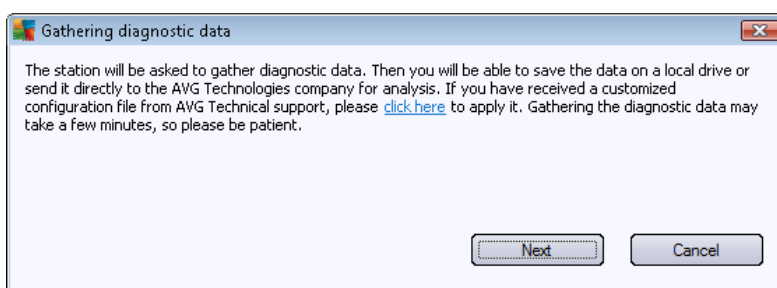 Gathering diagnostic data
The station will be asked to gather diagnostic data. Then you will be able to save the data on a local drive or
send it directly to the AVG Technologies company for analysis. If you have received a customized
configuration file from AVG Technical support, please click here to apply it. Gathering the diagnostic data may
take a few minutes, so please be patient.
Next
Cancel